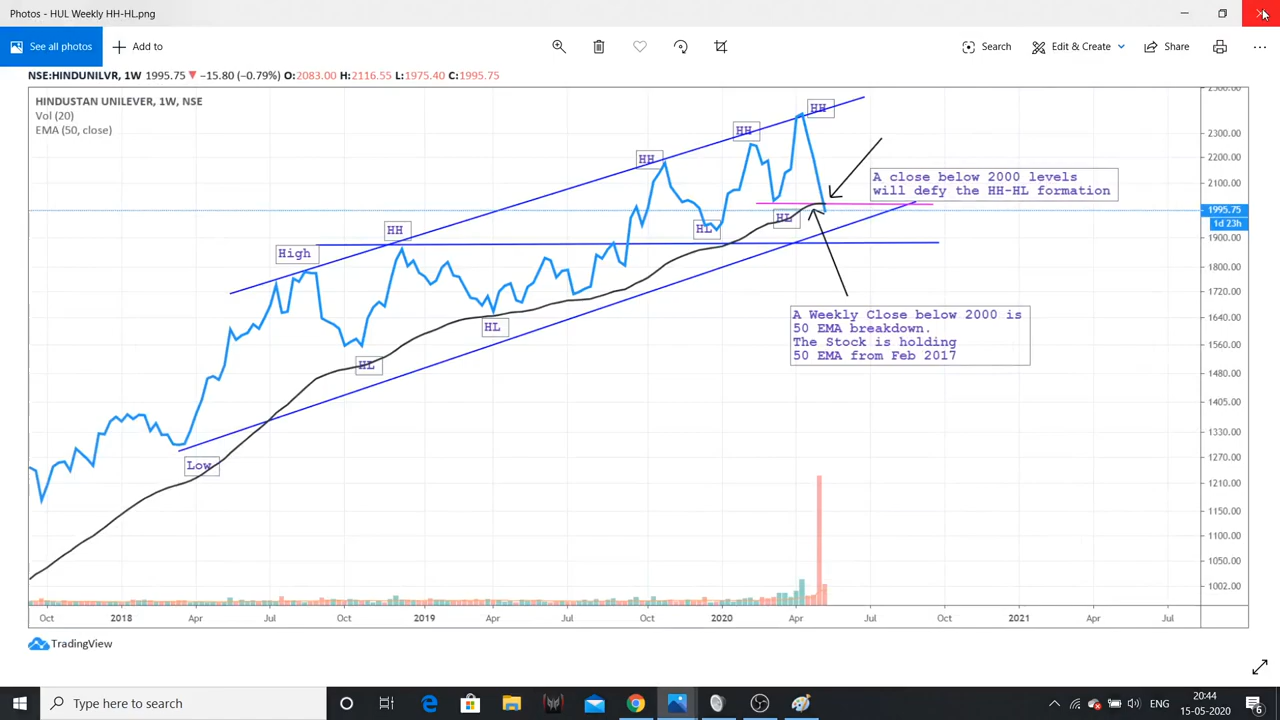 Photos - HUL Weekly HH-HL.png
See all photos
Add to
Search
Edit & Create
Share
NSE:HINDUNILVR, 1W 1995.75 ▼ −15.80 (−0.79%) O:2083.00 H:2116.55 L:1975.40 C:1995.75
HINDUSTAN UNILEVER, 1W, NSE
Vol (20)
EMA (50, close)
2300.00
2200.00
2100.00
1995.75
1d 23h
1900.00
1800.00
1720.00
1640.00
1560.00
1480.00
1405.00
1330.00
1270.00
1210.00
1150.00
1100.00
1050.00
1002.00
HH
HH
HH
HH
High
HL
HL
HL
HL
Low
A close below 2000 levels
will defy the HH-HL formation
A Weekly Close below 2000 is
50 EMA breakdown.
The Stock is holding
50 EMA from Feb 2017
Oct 2018 Apr Jul Oct 2019 Apr Jul Oct 2020 Apr Jul Oct 2021 Apr Jul
TradingView
Type here to search
ENG
20:44
15-05-2020
6